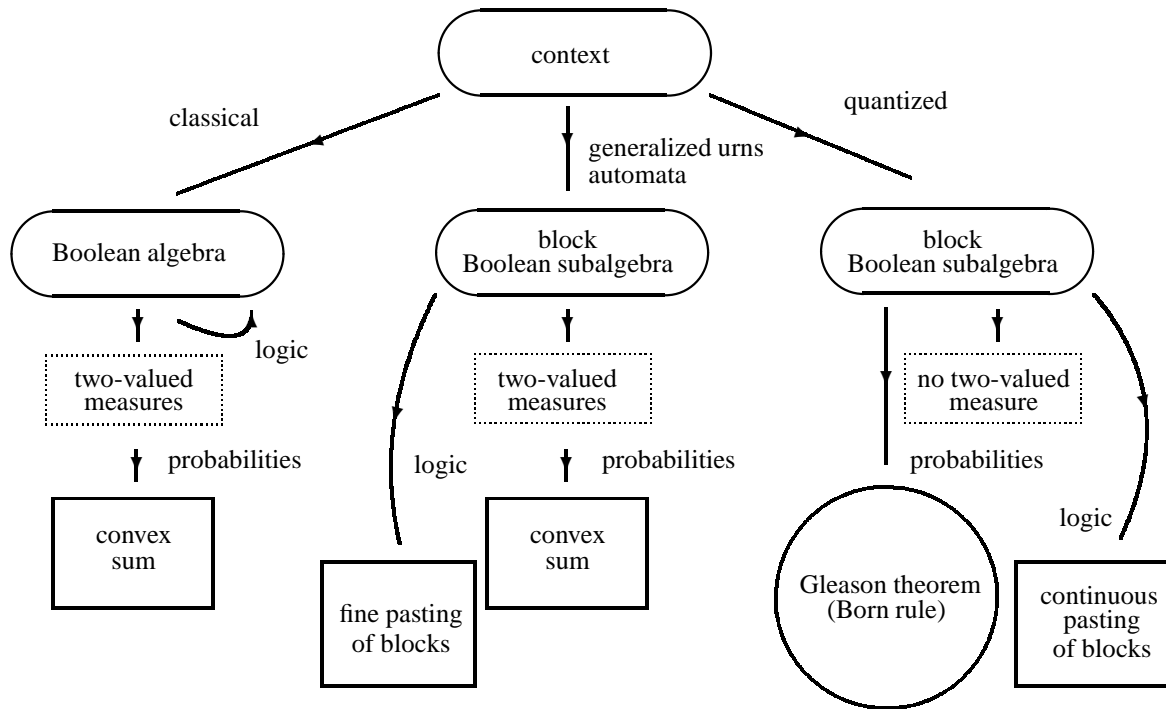 context
classical
quantized
generalized urns
automata
Boolean algebra
block
Boolean subalgebra
block
Boolean subalgebra
logic
two-valued
measures
two-valued
measures
no two-valued
measure
probabilities
logic
probabilities
probabilities
logic
convex
sum
convex
sum
fine pasting
of blocks
Gleason theorem
(Born rule)
continuous
pasting
of blocks